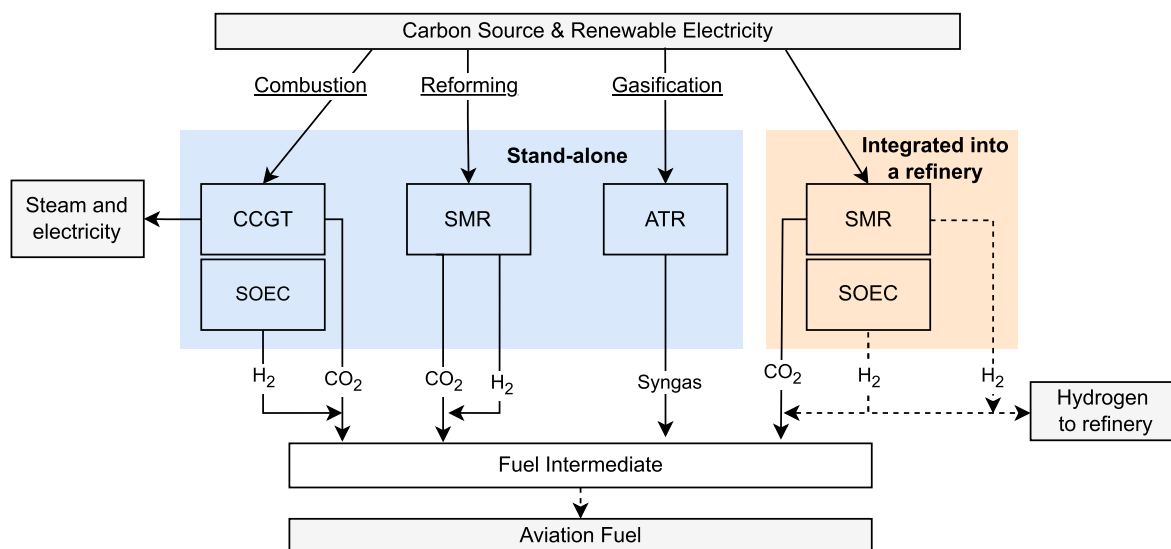 Carbon Source & Renewable Electricity
Combustion
Reforming
Gasification
Stand-alone
Integrated into
a refinery
Steam and
electricity
CCGT
SMR
ATR
SMR
SOEC
SOEC
H₂
CO₂
CO₂
H₂
Syngas
CO₂
H₂
H₂
Hydrogen
to refinery
Fuel Intermediate
Aviation Fuel